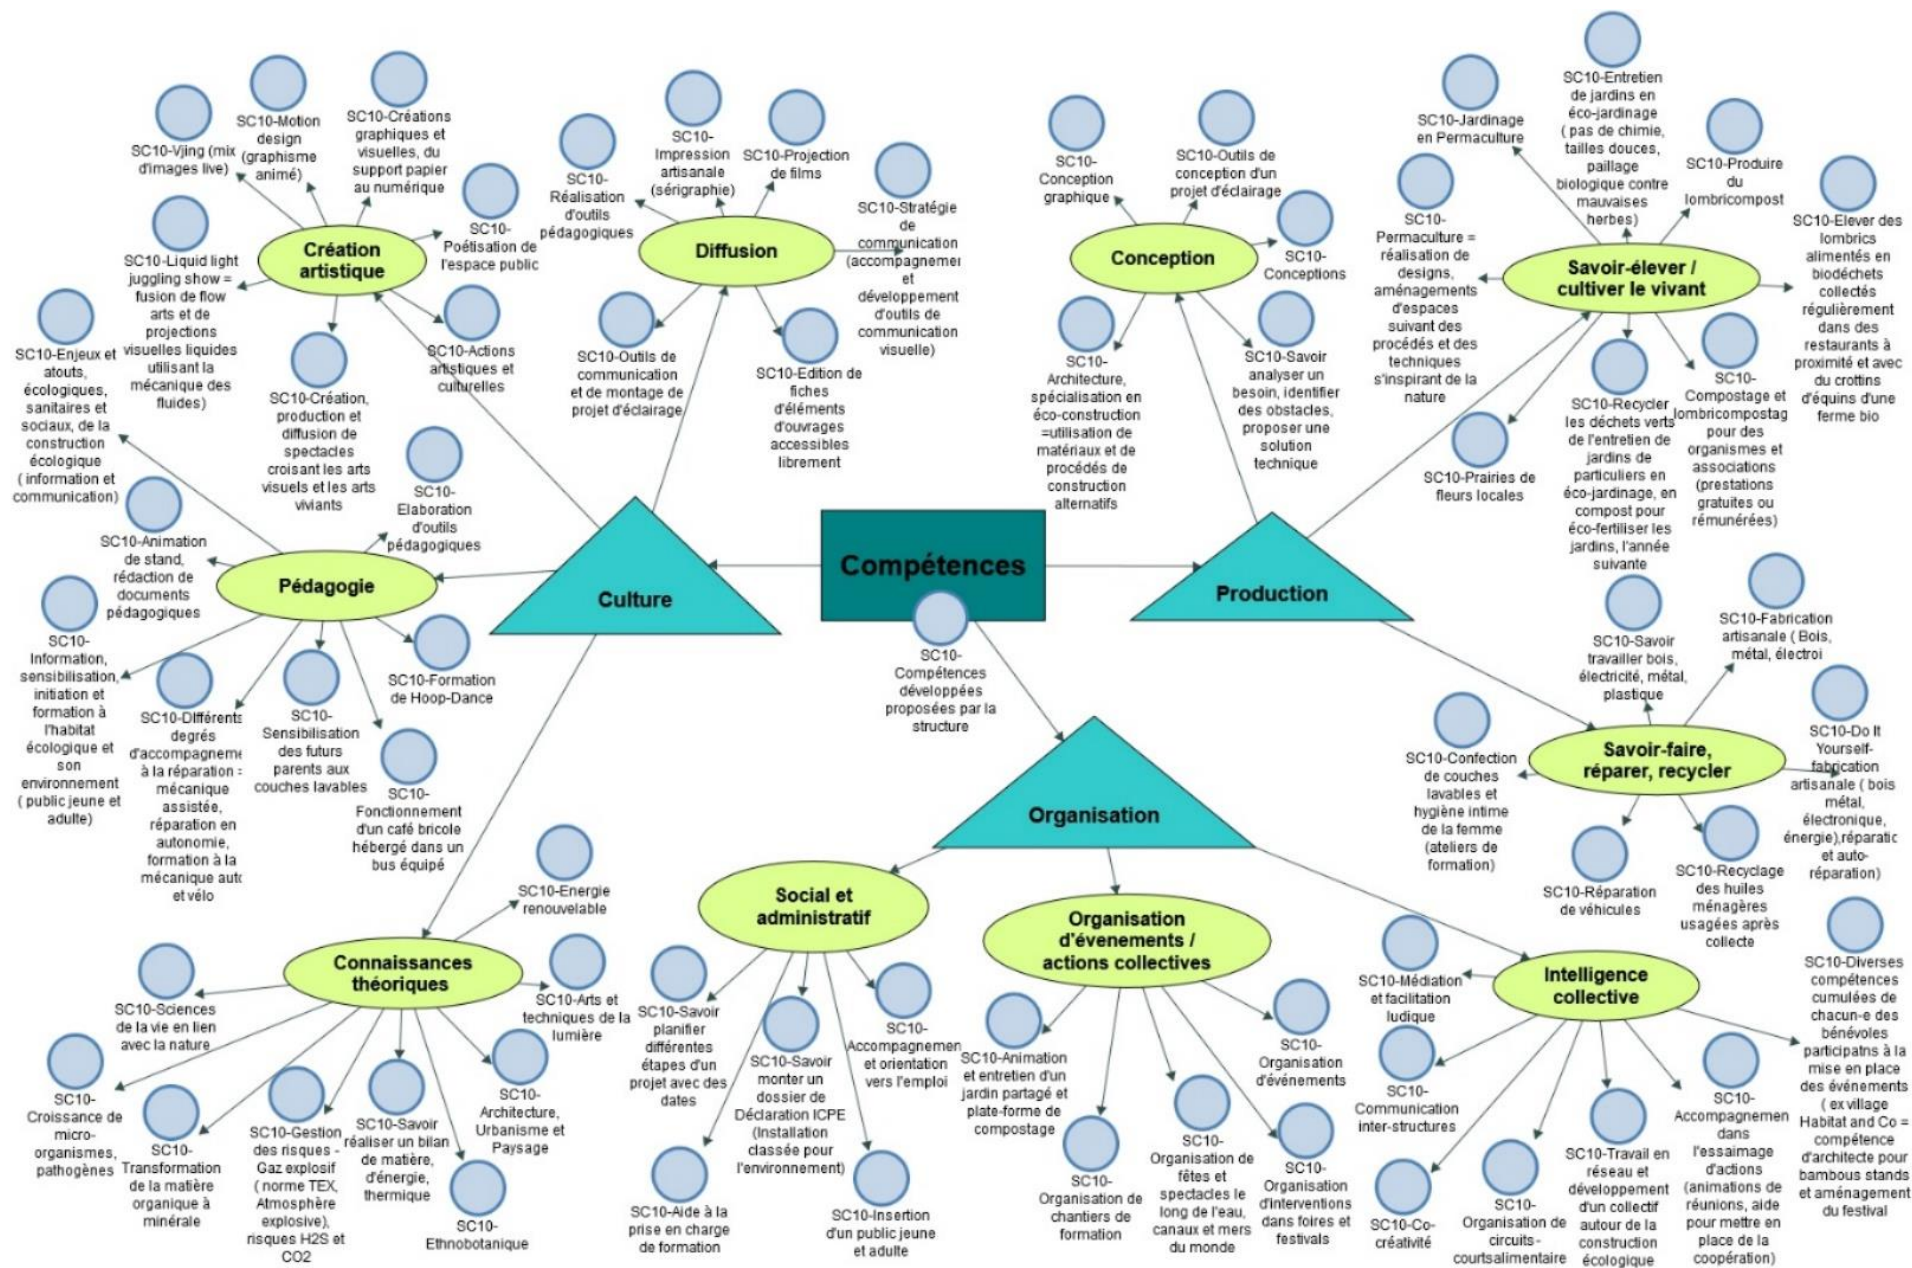 SC10-Vjing (mix
d'images live)
SC10-Motion
design
(graphisme
animé)
SC10-Créations
graphiques et
visuelles, du
support papier
au numérique
SC10-
Poétisation de
l'espace public
SC10-Liquid light
juggling show =
fusion de flow
arts et de
projections
visuelles liquides
utilisant la
mécanique des
fluides)
Création
artistique
SC10-Création,
production et
diffusion de
spectacles
croisant les arts
visuels et les arts
viviants
SC10-Actions
artistiques et
culturelles
SC10-
Réalisation
d'outils
pédagogiques
SC10-
Impression
artisanale
(sérigraphie)
SC10-Projection
de films
SC10-Stratégie
de
communication
(accompagnemer
et
développement
d'outils de
communication
visuelle)
Diffusion
SC10-Outils de
communication
et de montage de
projet d'éclairage
SC10-Edition de
fiches
d'éléments
d'ouvrages
accessibles
librement
SC10-
Conception
graphique
SC10-Outils de
conception d'un
projet d'éclairage
SC10-
Conceptions
Conception
SC10-
Architecture,
spécialisation en
éco-construction
=utilisation de
matériaux et de
procédés de
construction
alternatifs
SC10-Savoir
analyser un
besoin, identifier
des obstacles,
proposer une
solution
technique
SC10-Jardinage
en Permaculture
SC10-Entretien
de jardins en
éco-jardinage
( pas de chimie,
tailles douces,
paillage
biologique contre
mauvaises
herbes)
SC10-Produire
du
lombricompost
SC10-
Permaculture =
réalisation de
designs,
aménagements
d'espaces
suivant des
procédés et des
techniques
s'inspirant de la
nature
Savoir-élever /
cultiver le vivant
SC10-Elever des
lombrics
alimentés en
biodéchets
collectés
régulièrement
dans des
restaurants à
proximité et avec
du crottins
d'équins d'une
ferme bio
SC10-Prairies de
fleurs locales
SC10-Recycler
les déchets verts
de l'entretien de
jardins de
particuliers en
éco-jardinage, en
compost pour
éco-fertiliser les
jardins, l'année
suivante
SC10-
Compostage et
lombricompostag
pour des
organismes et
associations
(prestations
gratuites ou
rémunérées)
SC10-Enjeux et
atouts,
écologiques,
sanitaires et
sociaux, de la
construction
écologique
( information et
communication)
SC10-Animation
de stand,
rédaction de
documents
pédagogiques
SC10-
Elaboration
d'outils
pédagogiques
Pédagogie
SC10-
Information,
sensibilisation,
initiation et
formation à
l'habitat
écologique et
son
environnement
( public jeune et
adulte)
SC10-DIfférents
degrés
d'accompagneme
à la réparation =
mécanique
assistée,
réparation en
autonomie,
formation à la
mécanique auto
et vélo
SC10-
Sensibilisation
des futurs
parents aux
couches lavables
SC10-Formation
de Hoop-Dance
SC10-
Fonctionnement
d'un café bricole
hébergé dans un
bus équipé
Culture
Compétences
SC10-
Compétences
développées
proposées par la
structure
Production
Organisation
SC10-Savoir
travailler bois,
électricité, métal,
plastique
SC10-Fabrication
artisanale ( Bois,
métal, électroi
SC10-Confection
de couches
lavables et
hygiène intime
de la femme
(ateliers de
formation)
Savoir-faire,
réparer, recycler
SC10-Do It
Yourself-
fabrication
artisanale ( bois
métal,
électronique,
énergie),réparatic
et auto-
réparation)
SC10-Réparation
de véhicules
SC10-Recyclage
des huiles
ménagères
usagées après
collecte
SC10-Energie
renouvelable
Connaissances
théoriques
SC10-Sciences
de la vie en lien
avec la nature
SC10-Arts et
techniques de la
lumière
SC10-
Croissance de
micro-
organismes,
pathogènes
SC10-
Transformation
de la matière
organique à
minérale
SC10-Gestion
des risques -
Gaz explosif
( norme TEX,
Atmosphère
explosive),
risques H2S et
CO2
SC10-Savoir
réaliser un bilan
de matière,
d'énergie,
thermique
SC10-
Architecture,
Urbanisme et
Paysage
SC10-
Ethnobotanique
Social et
administratif
SC10-Savoir
planifier
différentes
étapes d'un
projet avec des
dates
SC10-Savoir
monter un
dossier de
Déclaration ICPE
(Installation
classée pour
l'environnement)
SC10-
Accompagnemen
et orientation
vers l'emploi
SC10-Aide à la
prise en charge
de formation
SC10-Insertion
d'un public jeune
et adulte
Organisation
d'évenements /
actions collectives
SC10-Animation
et entretien d'un
jardin partagé et
plate-forme de
compostage
SC10-
Organisation
d'événements
SC10-
Organisation de
chantiers de
formation
SC10-
Organisation de
fêtes et
spectacles le
long de l'eau,
canaux et mers
du monde
SC10-
Organisation
d'interventions
dans foires et
festivals
Intelligence
collective
SC10-Médiation
et facilitation
ludique
SC10-
Communication
inter-structures
SC10-Co-
créativité
SC10-
Organisation de
circuits-
courtsalimentaire
SC10-Travail en
réseau et
développement
d'un collectif
autour de la
construction
écologique
SC10-
Accompagnemen
dans
l'essaimage
d'actions
(animations de
réunions, aide
pour mettre en
place de la
coopération)
SC10-Diverses
compétences
cumulées de
chacun-e des
bénévoles
participatns à la
mise en place
des événements
( ex village
Habitat and Co =
compétence
d'architecte pour
bambous stands
et aménagement
du festival